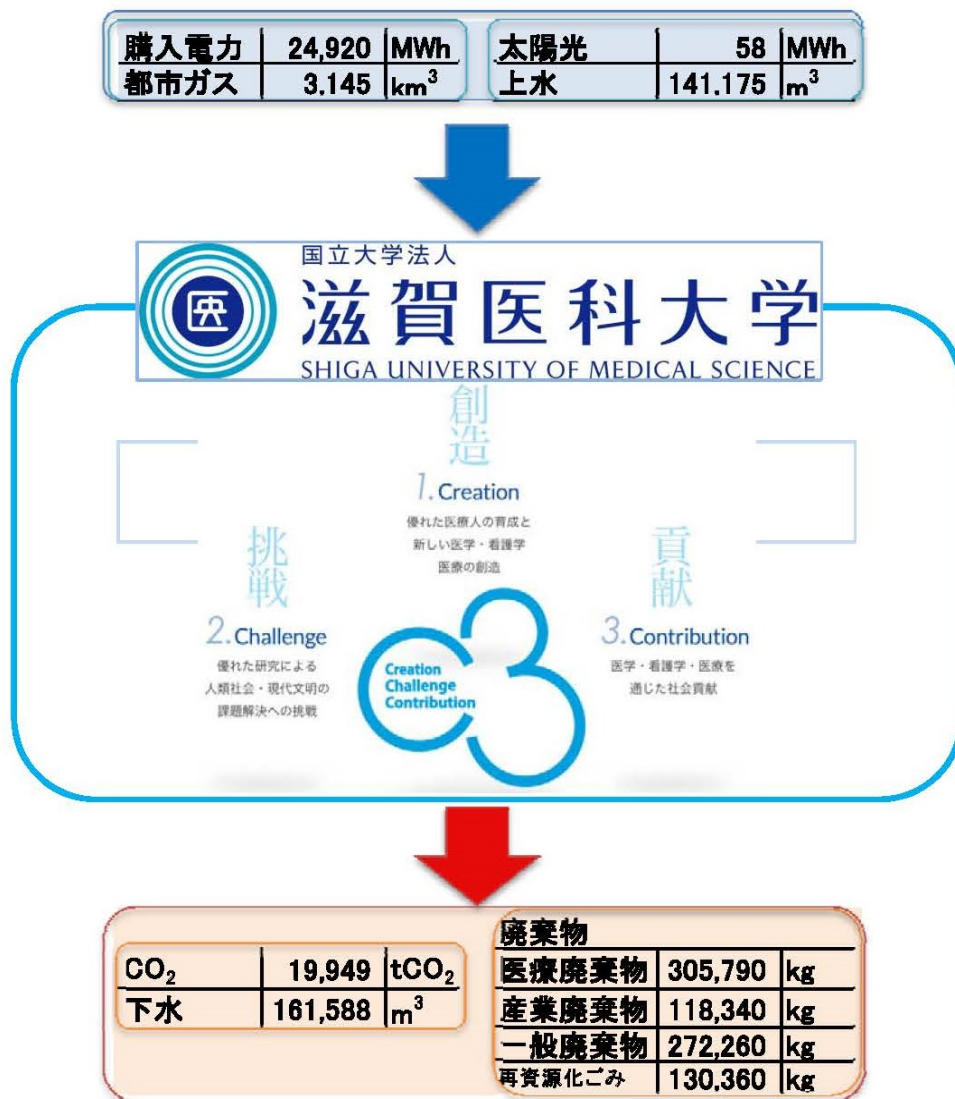 購入電力 24,920 MWh 太陽光 58 MWh
都市ガス 3,145 km³ 上水 141,175 m³
医
国立大学法人
滋賀医科大学
SHIGA UNIVERSITY OF MEDICAL SCIENCE
創造
1. Creation
優れた医療人の育成と
新しい医学・看護学
医療の創造
挑戦
2. Challenge
優れた研究による
人類社会・現代文明の
課題解決への挑戦
貢献
3. Contribution
医学・看護学・医療を
通じた社会貢献
C3
Creation
Challenge
Contribution
CO₂ 19,949 tCO₂
下水 161,588 m³
廃棄物
医療廃棄物 305,790 kg
産業廃棄物 118,340 kg
一般廃棄物 272,260 kg
再資源化ごみ 130,360 kg